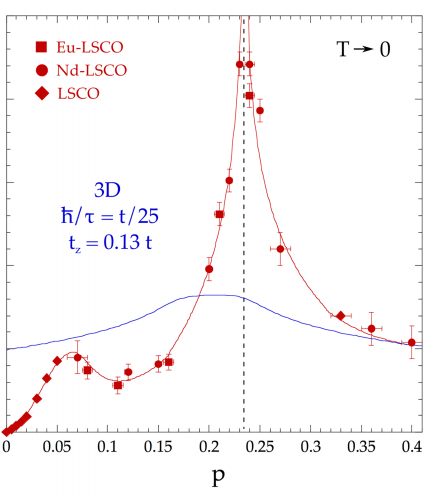 Eu-LSCO
Nd-LSCO
LSCO
T → 0
3D
ħ/τ = t/25
t_z = 0.13 t
0 0.05 0.1 0.15 0.2 0.25 0.3 0.35 0.4
p